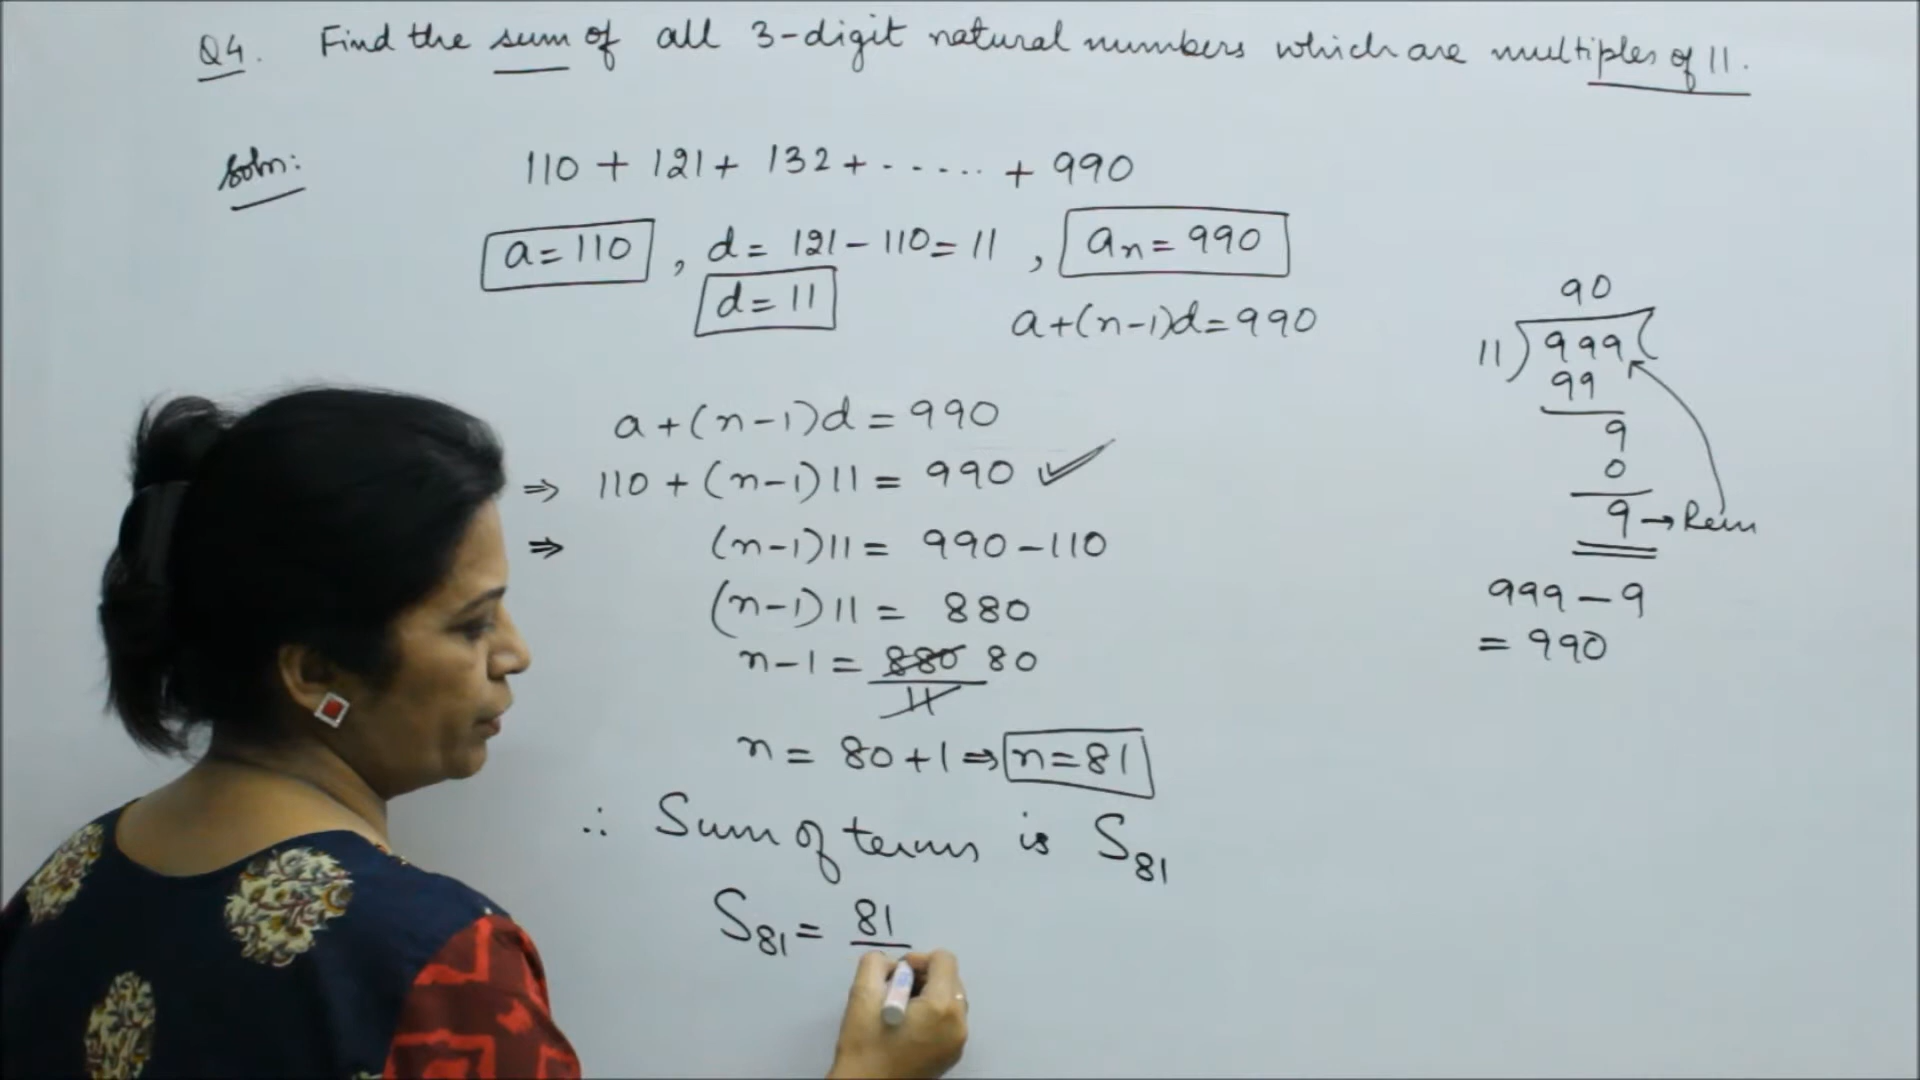 Q4. Find the sum of all 3-digit natural numbers which are multiples of 11.
Soln:
110 + 121 + 132 + ...... + 990
a = 110 , d = 121 - 110 = 11 , an = 990
d = 11
a+(n-1)d = 990
a + (n-1)d = 990
⇒ 110 + (n-1) 11 = 990 ✓
⇒ (n-1)11 = 990 - 110
(n-1) 11 = 880
n-1 = 880 80
11
n = 80 + 1 ⇒ n = 81
∴ Sum of terms is S81
S81 = 81
90
11 ) 999 (
99
9
0
9 → Rem
999 - 9
= 990